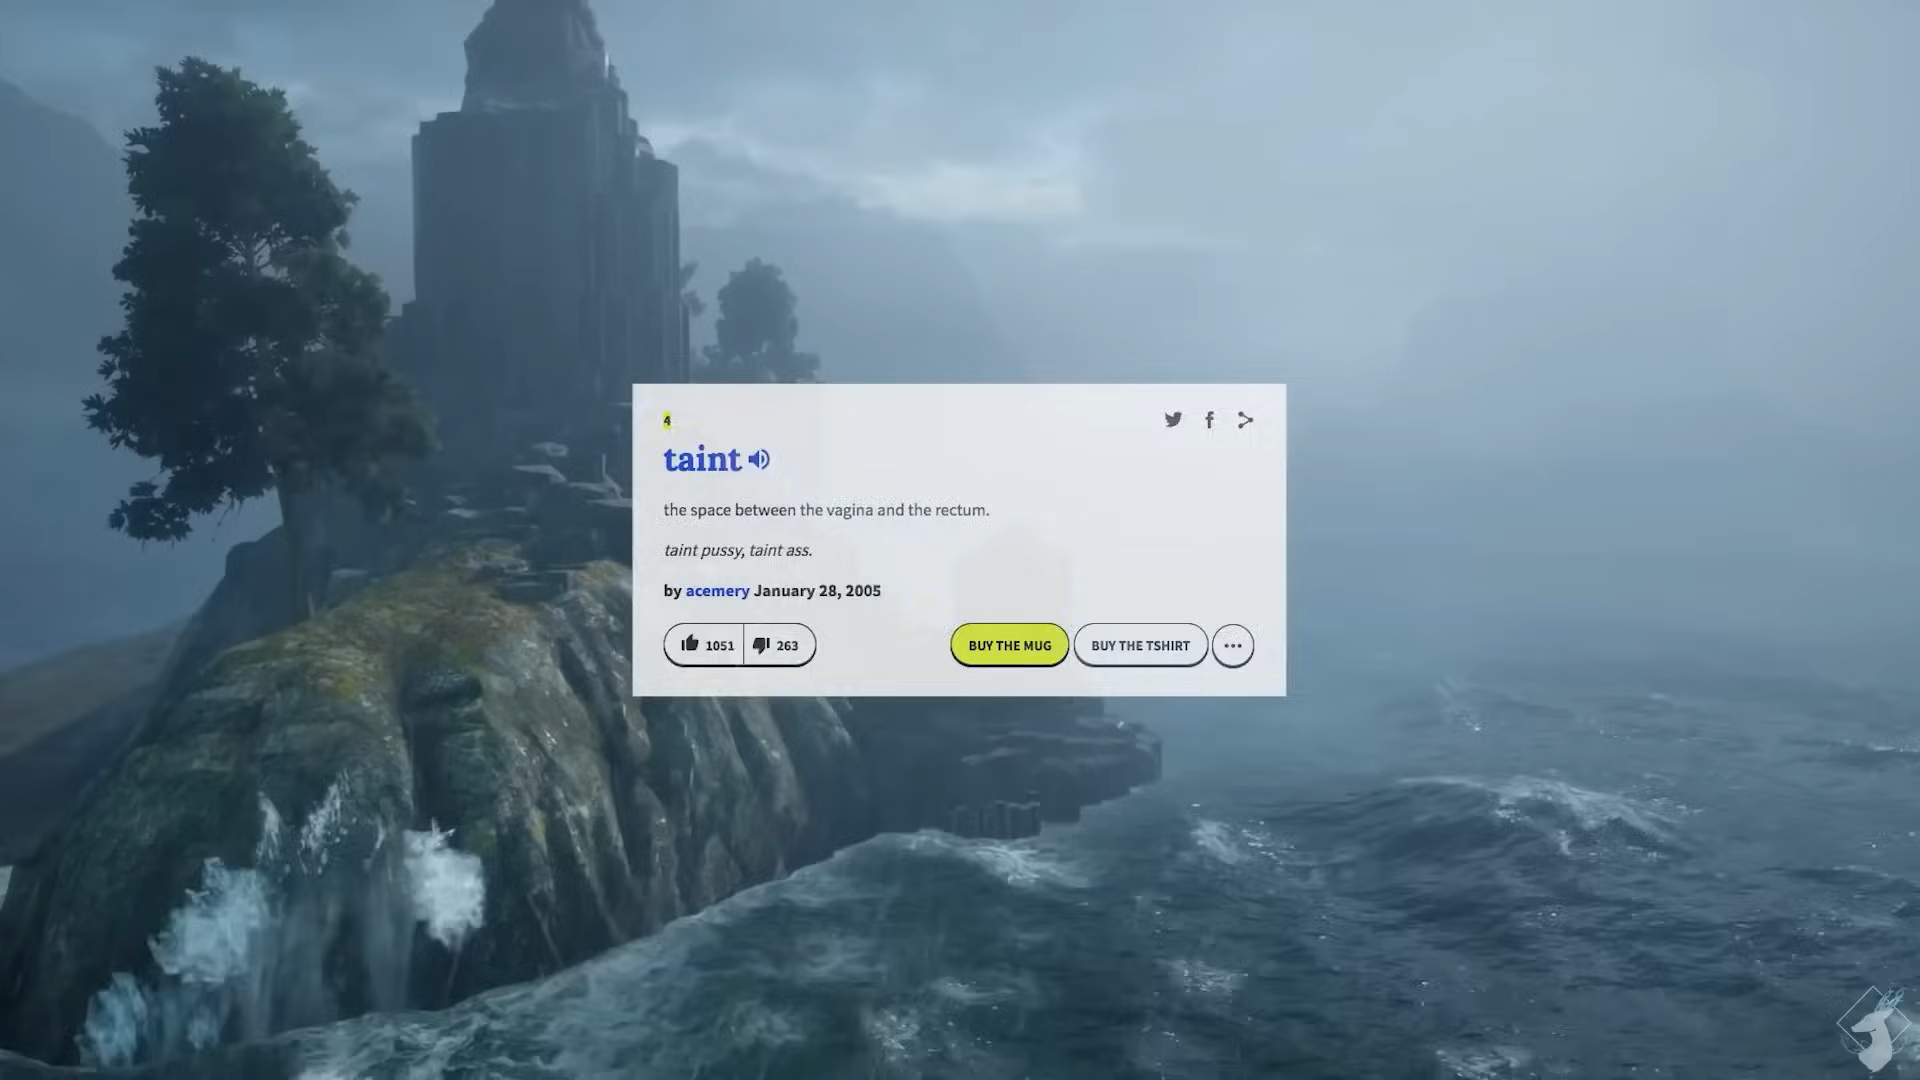 4
taint
the space between the vagina and the rectum.
taint pussy, taint ass.
by acemery January 28, 2005
1051 263 BUY THE MUG BUY THE TSHIRT